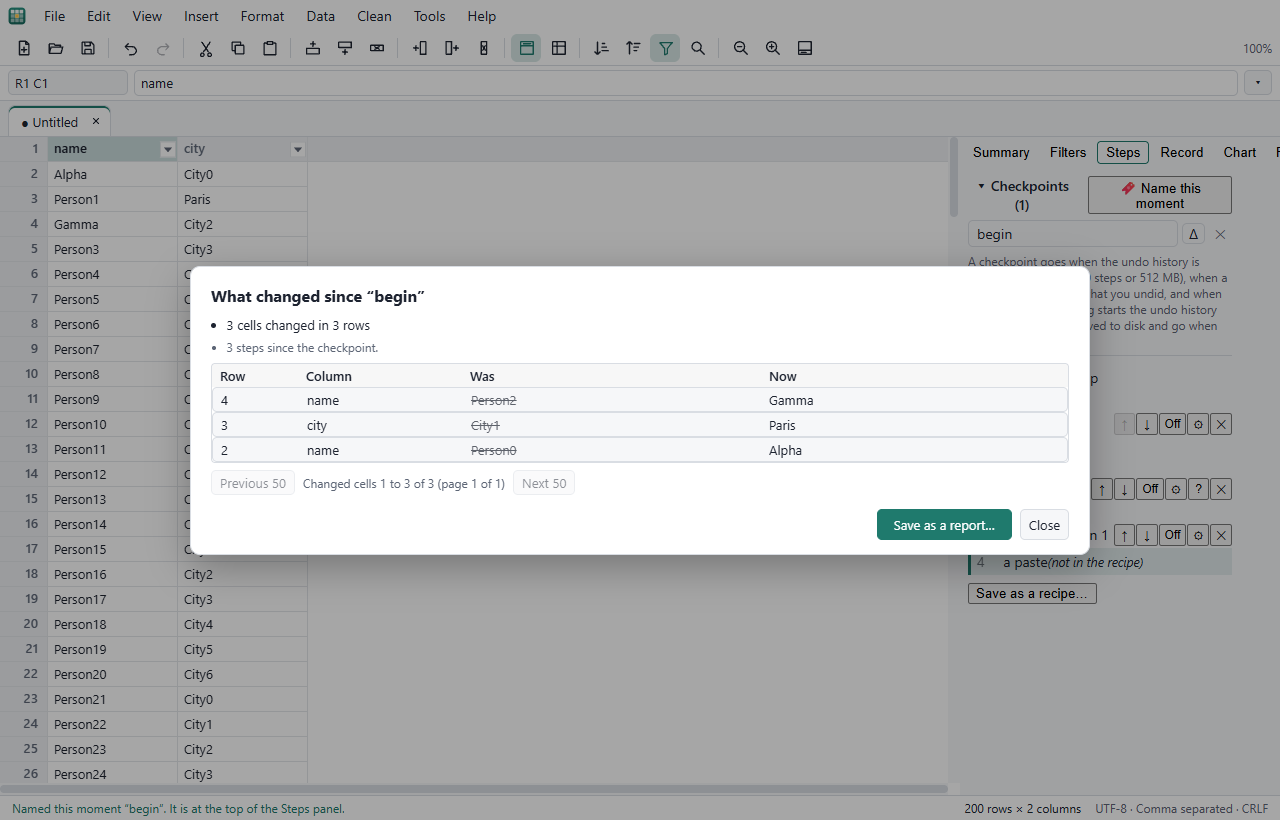 File Edit View Insert Format Data Clean Tools Help
100%
R1 C1 name
● Untitled ×
1 name city
2 Alpha City0
3 Person1 Paris
4 Gamma City2
5 Person3 City3
6 Person4
7 Person5
8 Person6
9 Person7
10 Person8
11 Person9
12 Person10
13 Person11
14 Person12
15 Person13
16 Person14
17 Person15
18 Person16 City2
19 Person17 City3
20 Person18 City4
21 Person19 City5
22 Person20 City6
23 Person21 City0
24 Person22 City1
25 Person23 City2
26 Person24 City3
Summary Filters Steps Record Chart
Checkpoints (1)
Name this moment
begin Δ ×
A checkpoint goes when the undo history is
steps or 512 MB), when a
hat you undid, and when
starts the undo history
ved to disk and go when
↑ ↓ Off ⚙ ×
↑ ↓ Off ⚙ ? ×
n 1 ↑ ↓ Off ⚙ ×
4 a paste(not in the recipe)
Save as a recipe…
What changed since “begin”
• 3 cells changed in 3 rows
• 3 steps since the checkpoint.
Row Column Was Now
4 name Person2 Gamma
3 city City1 Paris
2 name Person0 Alpha
Previous 50 Changed cells 1 to 3 of 3 (page 1 of 1) Next 50
Save as a report… Close
Named this moment “begin”. It is at the top of the Steps panel.
200 rows × 2 columns UTF-8 · Comma separated · CRLF